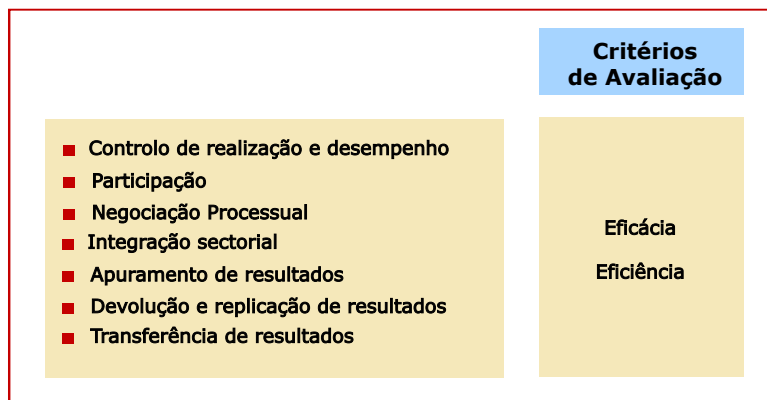 Critérios
de Avaliação
Controlo de realização e desempenho
Participação
Negociação Processual
Integração sectorial
Apuramento de resultados
Devolução e replicação de resultados
Transferência de resultados
Eficácia
Eficiência